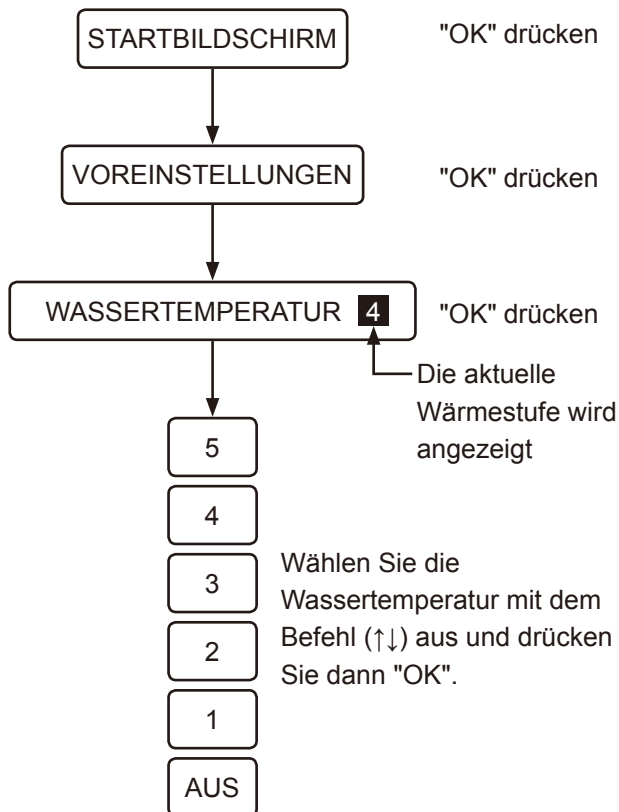 STARTBILDSCHIRM
"OK" drücken
VOREINSTELLUNGEN
"OK" drücken
WASSERTEMPERATUR 4
"OK" drücken
Die aktuelle
Wärmestufe wird
angezeigt
5
4
3
2
1
AUS
Wählen Sie die
Wassertemperatur mit dem
Befehl (↑↓) aus und drücken
Sie dann "OK".